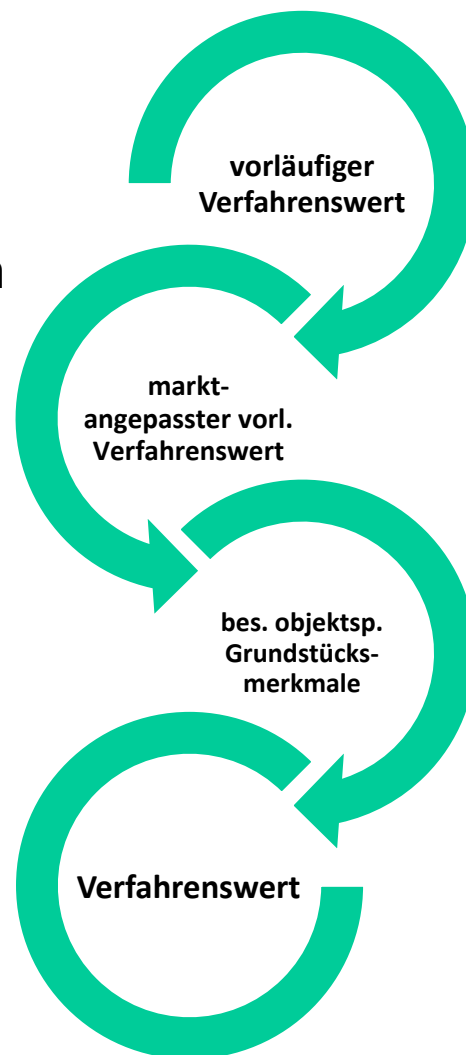 vorläufiger
Verfahrenswert
markt-
angepasster vorl.
Verfahrenswert
bes. objektsp.
Grundstücks-
merkmale
Verfahrenswert